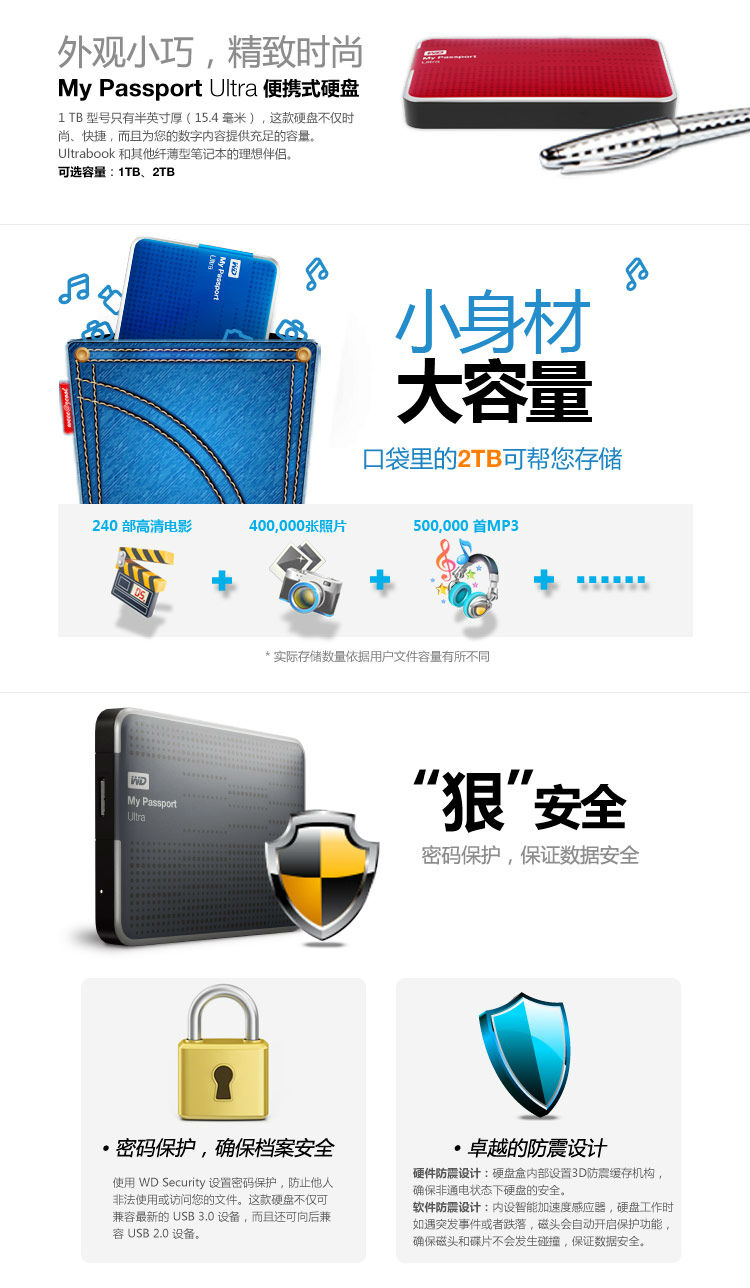 外观小巧，精致时尚
My Passport Ultra 便携式硬盘
1 TB 型号只有半英寸厚（15.4 毫米），这款硬盘不仅时
尚、快捷，而且为您的数字内容提供充足的容量。
Ultrabook 和其他纤薄型笔记本的理想伴侣。
可选容量：1TB、2TB
WD
My Passport
Ultra
WD
My Passport
Ultra
小身材
大容量
口袋里的2TB可帮您存储
240 部高清电影
400,000张照片
500,000 首MP3
05
* 实际存储数量依据用户文件容量有所不同
WD
My Passport
Ultra
“狠”安全
密码保护，保证数据安全
• 密码保护，确保档案安全
使用 WD Security 设置密码保护，防止他人
非法使用或访问您的文件。这款硬盘不仅可
兼容最新的 USB 3.0 设备，而且还可向后兼
容 USB 2.0 设备。
• 卓越的防震设计
硬件防震设计：硬盘盒内部设置3D防震缓存机构，
确保非通电状态下硬盘的安全。
软件防震设计：内设智能加速度感应器，硬盘工作时
如遇突发事件或者跌落，磁头会自动开启保护功能，
确保磁头和碟片不会发生碰撞，保证数据安全。